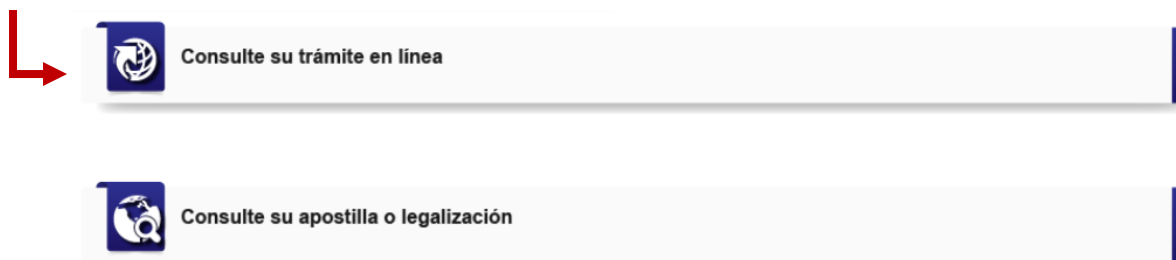 Consulte su trámite en línea
Consulte su apostilla o legalización